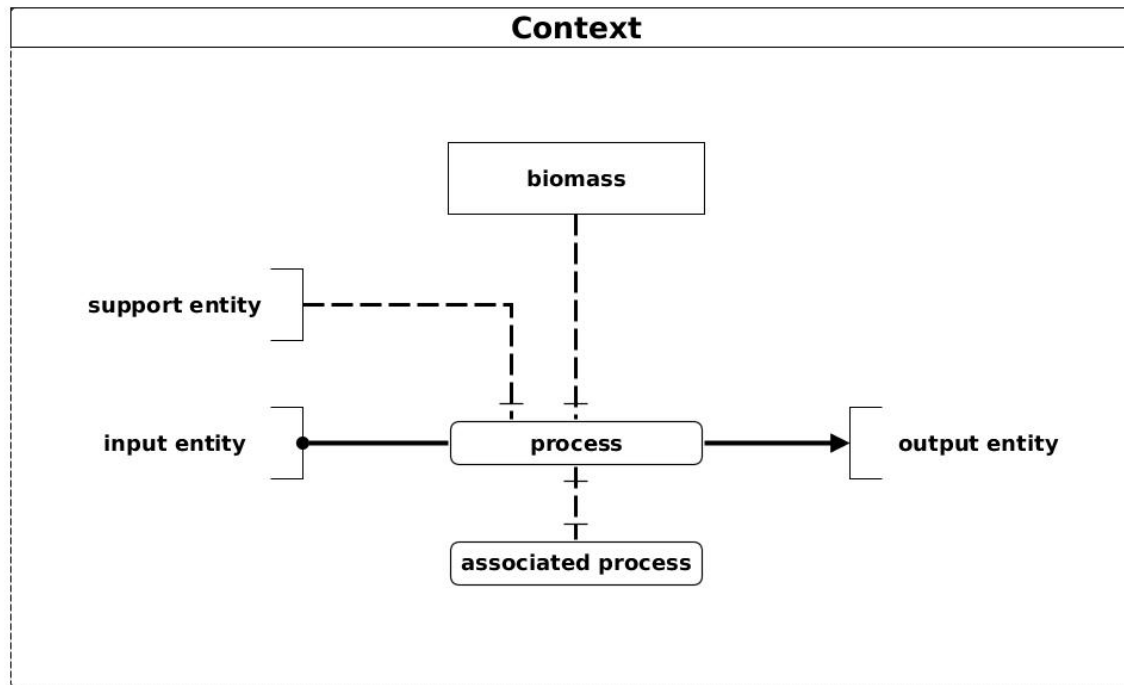 Context
biomass
support entity
input entity
process
output entity
associated process